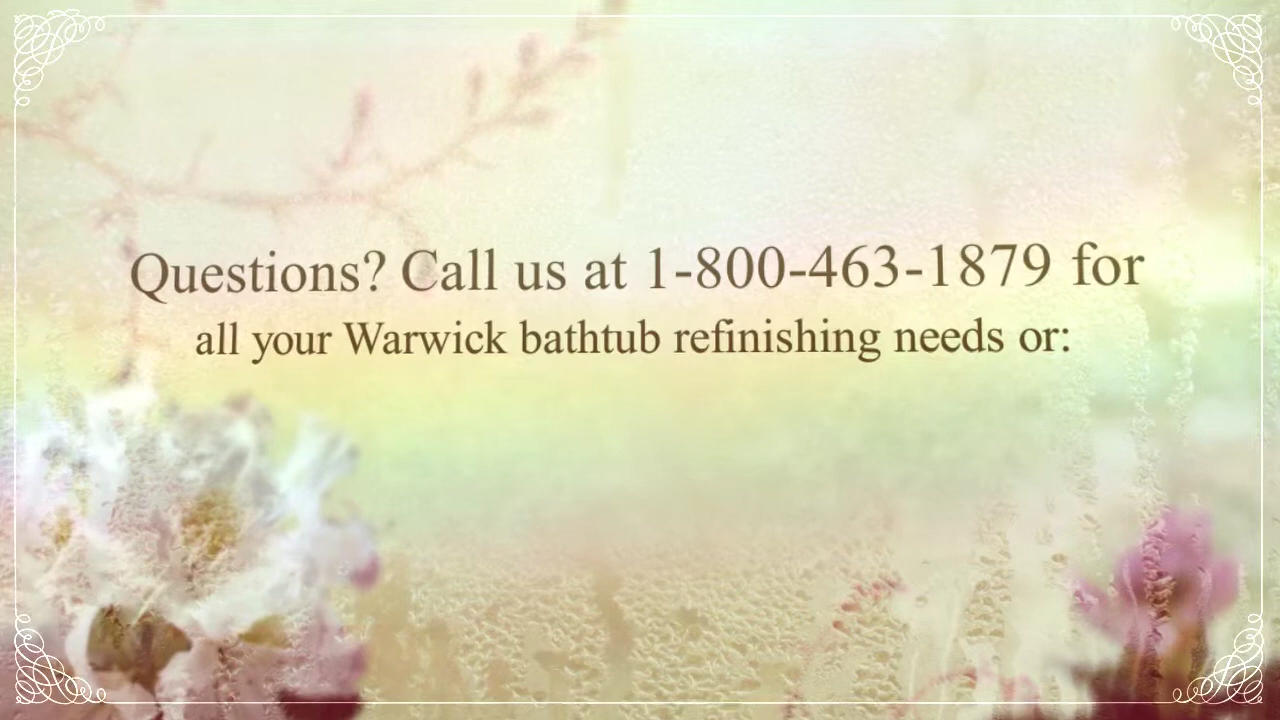 Questions? Call us at 1-800-463-1879 for
all your Warwick bathtub refinishing needs or: